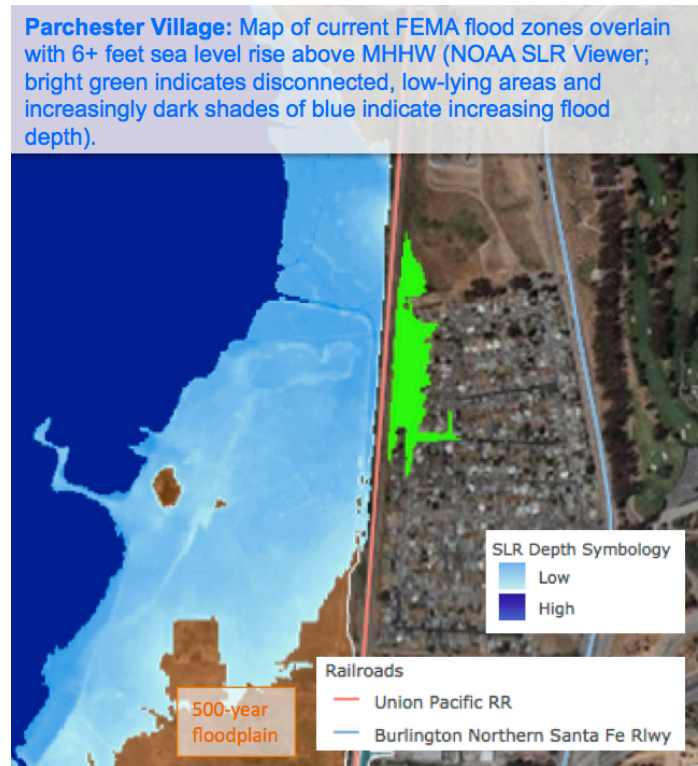 Parchester Village: Map of current FEMA flood zones overlain
with 6+ feet sea level rise above MHHW (NOAA SLR Viewer;
bright green indicates disconnected, low-lying areas and
increasingly dark shades of blue indicate increasing flood
depth).
SLR Depth Symbology
Low
High
Railroads
Union Pacific RR
Burlington Northern Santa Fe Rlwy
500-year
floodplain